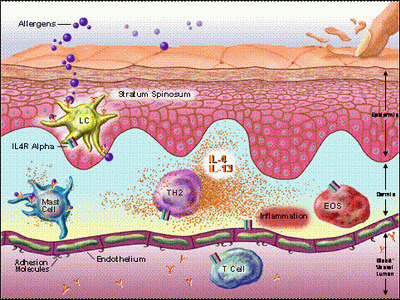 Allergens
Stratum Spinosum
LC
Epidermis
IL4R Alpha
IL-4
IL-13
TH2
Mast
Cell
EOS
Dermis
Inflammation
Adhesion
Molecules
Endothelium
T Cell
Blood
Vessel
Lumen